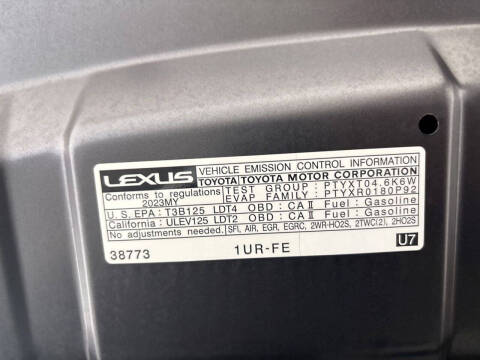 LEXUS VEHICLE EMISSION CONTROL INFORMATION
TOYOTA TOYOTA MOTOR CORPORATION
Conforms to regulations TEST GROUP : PTYXT04.6K6W
2023MY EVAP FAMILY : PTYXR0180P92
U.S. EPA : T3B125 LDT4 OBD : CAⅡ Fuel : Gasoline
California : ULEV125 LDT2 OBD : CAⅡ Fuel : Gasoline
No adjustments needed. SFI, AIR, EGR, EGRC, 2WR-HO2S, 2TWC(2), 2HO2S
38773 1UR-FE U7